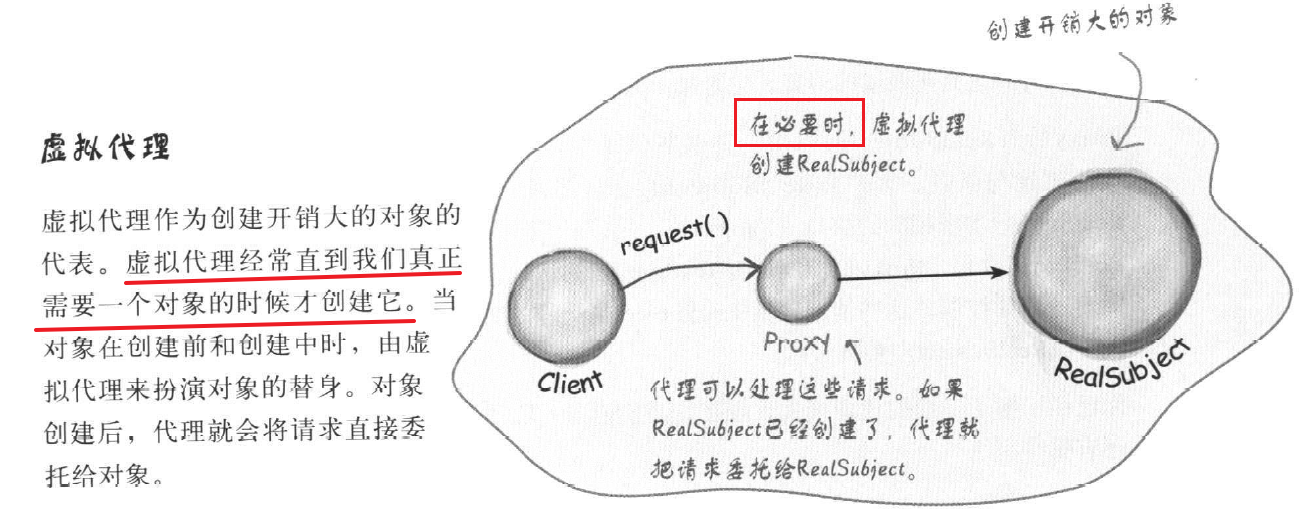 虚拟代理
虚拟代理作为创建开销大的对象的
代表。虚拟代理经常直到我们真正
需要一个对象的时候才创建它。当
对象在创建前和创建中时，由虚
拟代理来扮演对象的替身。对象
创建后，代理就会将请求直接委
托给对象。
创建开销大的对象
在必要时，虚拟代理
创建RealSubject。
request()
Client
Proxy
RealSubject
代理可以处理这些请求。如果
RealSubject已经创建了，代理就
把请求委托给RealSubject。